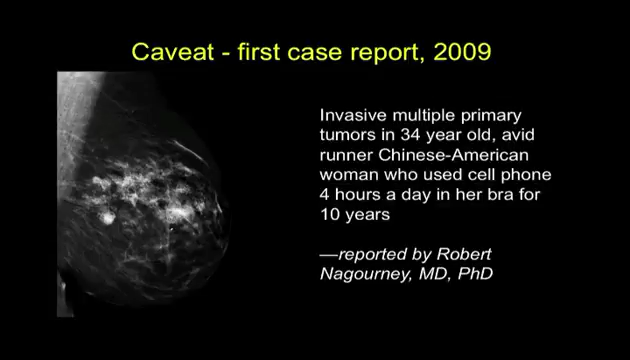 Caveat - first case report, 2009
Invasive multiple primary
tumors in 34 year old, avid
runner Chinese-American
woman who used cell phone
4 hours a day in her bra for
10 years
—reported by Robert
Nagourney, MD, PhD